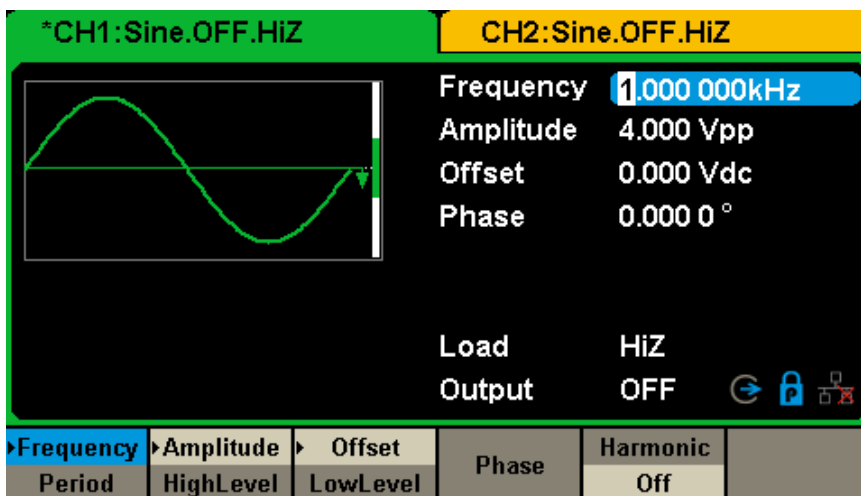 *CH1:Sine.OFF.HiZ
CH2:Sine.OFF.HiZ
Frequency 1.000 000kHz
Amplitude 4.000 Vpp
Offset 0.000 Vdc
Phase 0.000 0 °
Load HiZ
Output OFF P
Frequency Amplitude Offset Phase Harmonic
Period HighLevel LowLevel Off